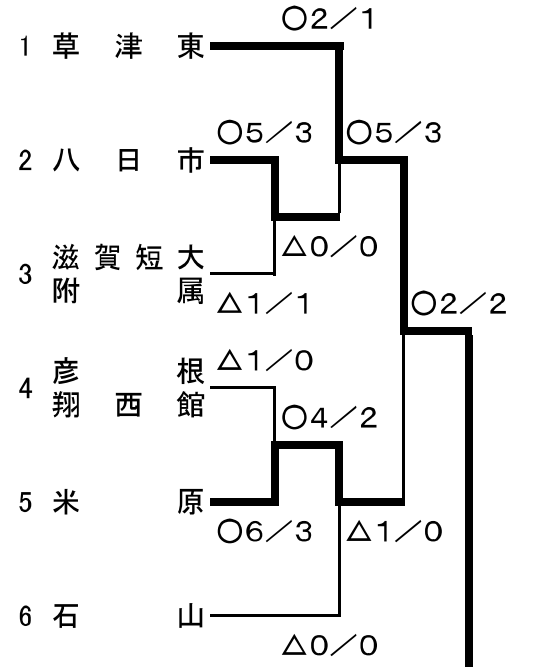 ○2／1
1 草津東
○5／3 ○5／3
2 八日市
△0／0
3 滋賀短大
附属
△1／1
○2／2
△1／0
4 彦根
翔西館
○4／2
5 米原
○6／3 △1／0
6 石山
△0／0